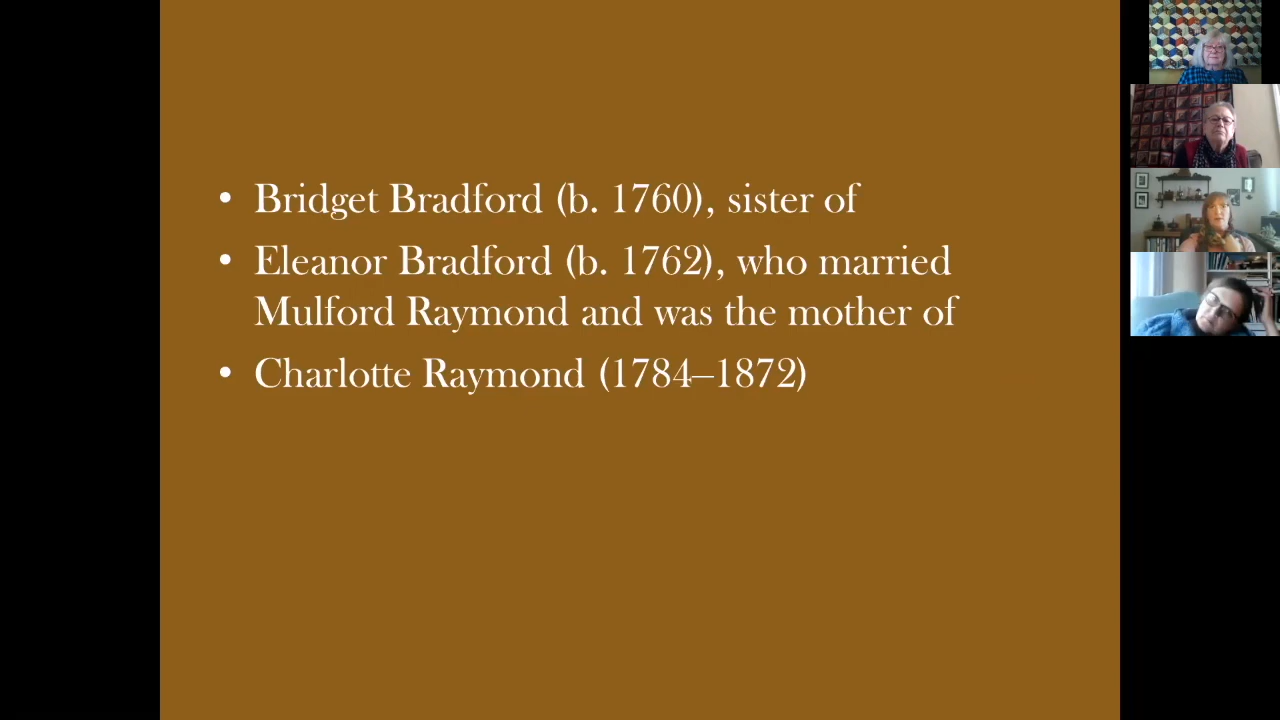 • Bridget Bradford (b. 1760), sister of
• Eleanor Bradford (b. 1762), who married
Mulford Raymond and was the mother of
• Charlotte Raymond (1784–1872)